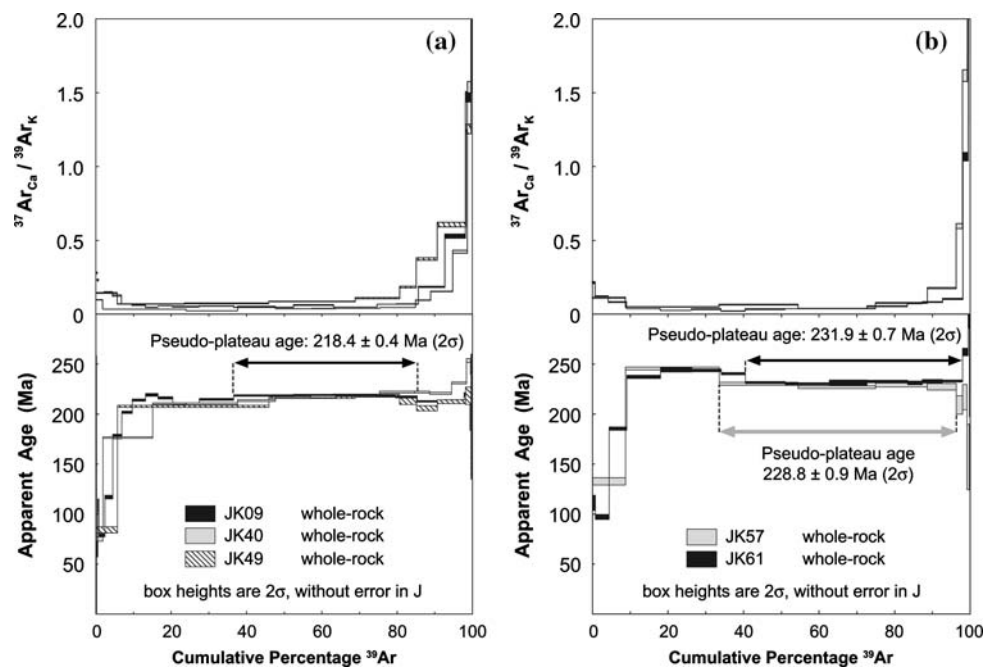 (a)
³⁷Ar_Ca / ³⁹Ar_K
2.0
1.5
1.0
0.5
0
Pseudo-plateau age: 218.4 ± 0.4 Ma (2σ)
Apparent Age (Ma)
250
200
150
100
50
JK09 whole-rock
JK40 whole-rock
JK49 whole-rock
box heights are 2σ, without error in J
0 20 40 60 80 100
Cumulative Percentage ³⁹Ar
(b)
³⁷Ar_Ca / ³⁹Ar_K
2.0
1.5
1.0
0.5
0
Pseudo-plateau age: 231.9 ± 0.7 Ma (2σ)
Apparent Age (Ma)
250
200
150
100
50
Pseudo-plateau age
228.8 ± 0.9 Ma (2σ)
JK57 whole-rock
JK61 whole-rock
box heights are 2σ, without error in J
0 20 40 60 80 100
Cumulative Percentage ³⁹Ar